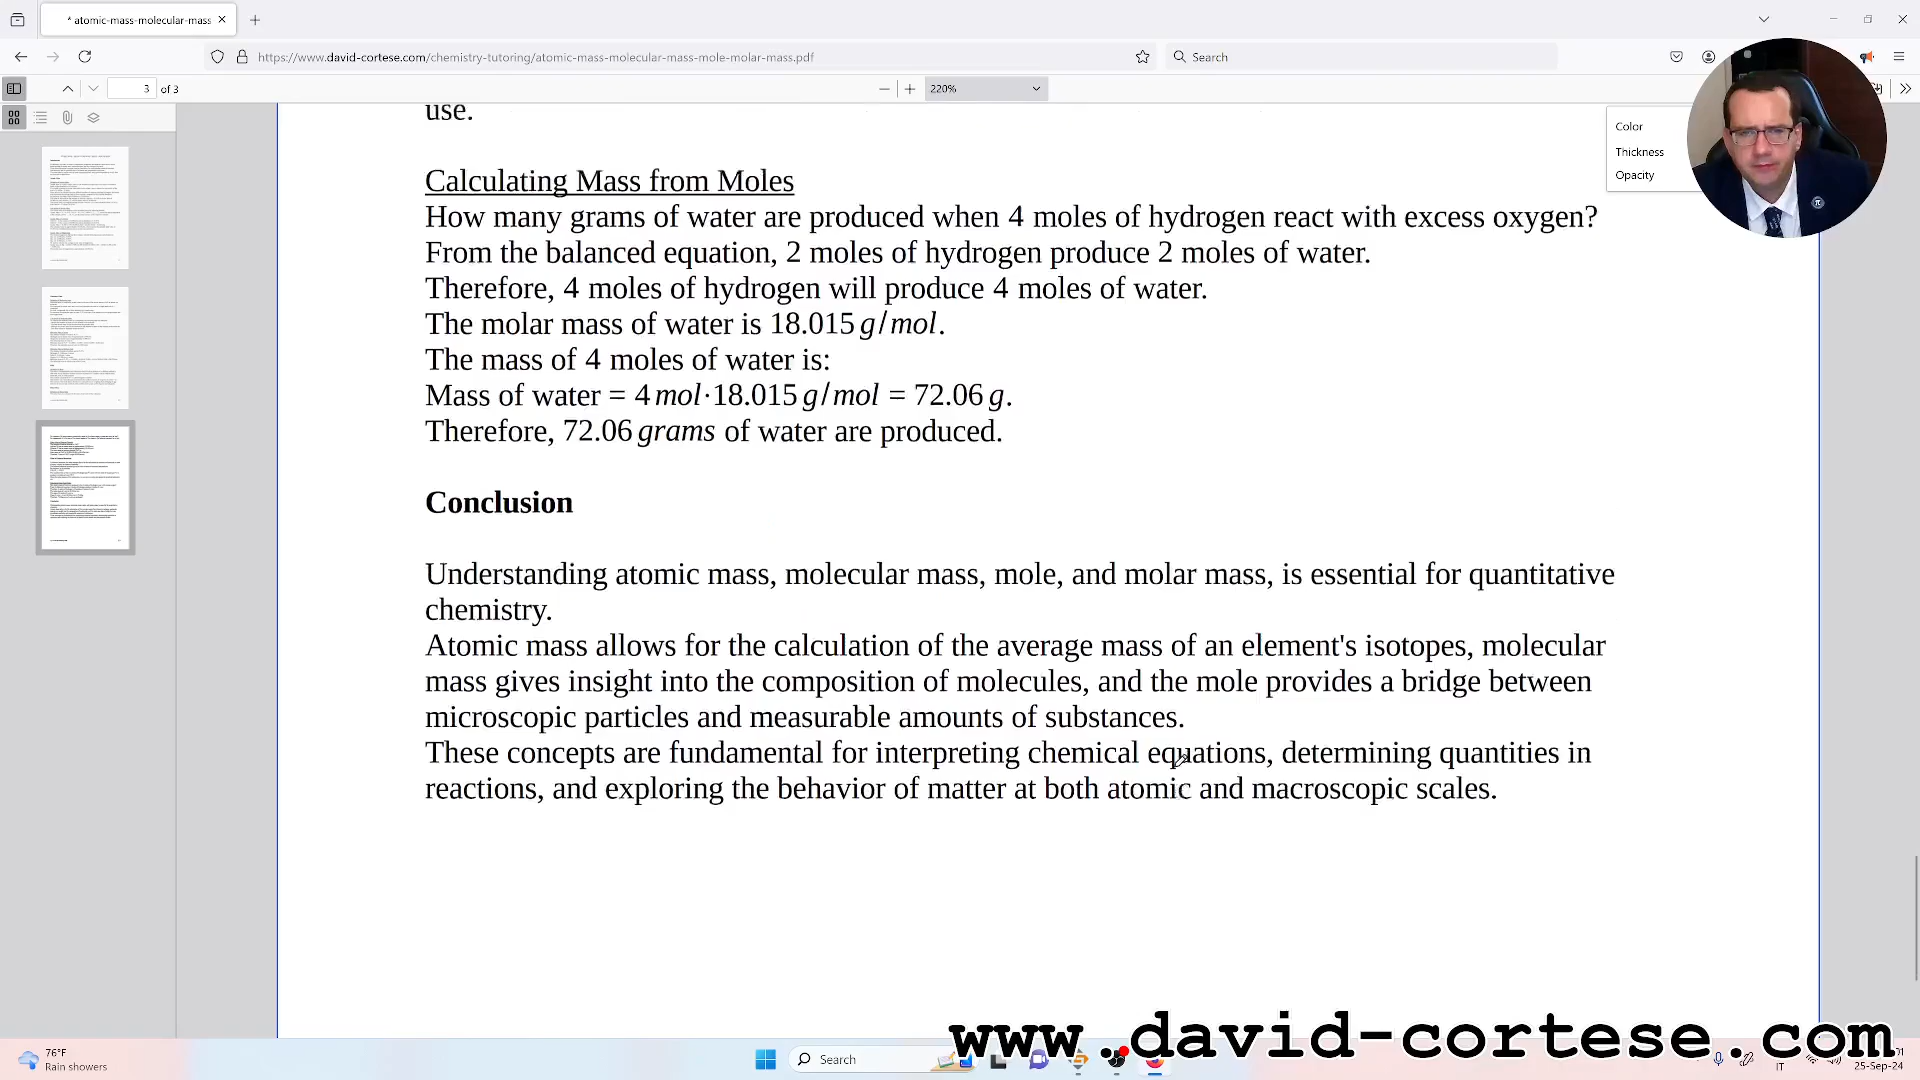 * atomic-mass-molecular-mass
https://www.david-cortese.com/chemistry-tutoring/atomic-mass-molecular-mass-mole-molar-mass.pdf
Search
3 of 3
220%
Color
Thickness
Opacity
use.
Calculating Mass from Moles
How many grams of water are produced when 4 moles of hydrogen react with excess oxygen?
From the balanced equation, 2 moles of hydrogen produce 2 moles of water.
Therefore, 4 moles of hydrogen will produce 4 moles of water.
The molar mass of water is 18.015 g/mol.
The mass of 4 moles of water is:
Mass of water = 4 mol·18.015 g/mol = 72.06 g.
Therefore, 72.06 grams of water are produced.
Conclusion
Understanding atomic mass, molecular mass, mole, and molar mass, is essential for quantitative
chemistry.
Atomic mass allows for the calculation of the average mass of an element's isotopes, molecular
mass gives insight into the composition of molecules, and the mole provides a bridge between
microscopic particles and measurable amounts of substances.
These concepts are fundamental for interpreting chemical equations, determining quantities in
reactions, and exploring the behavior of matter at both atomic and macroscopic scales.
www.david-cortese.com
76°F
Rain showers
Search
IT
25-Sep-24